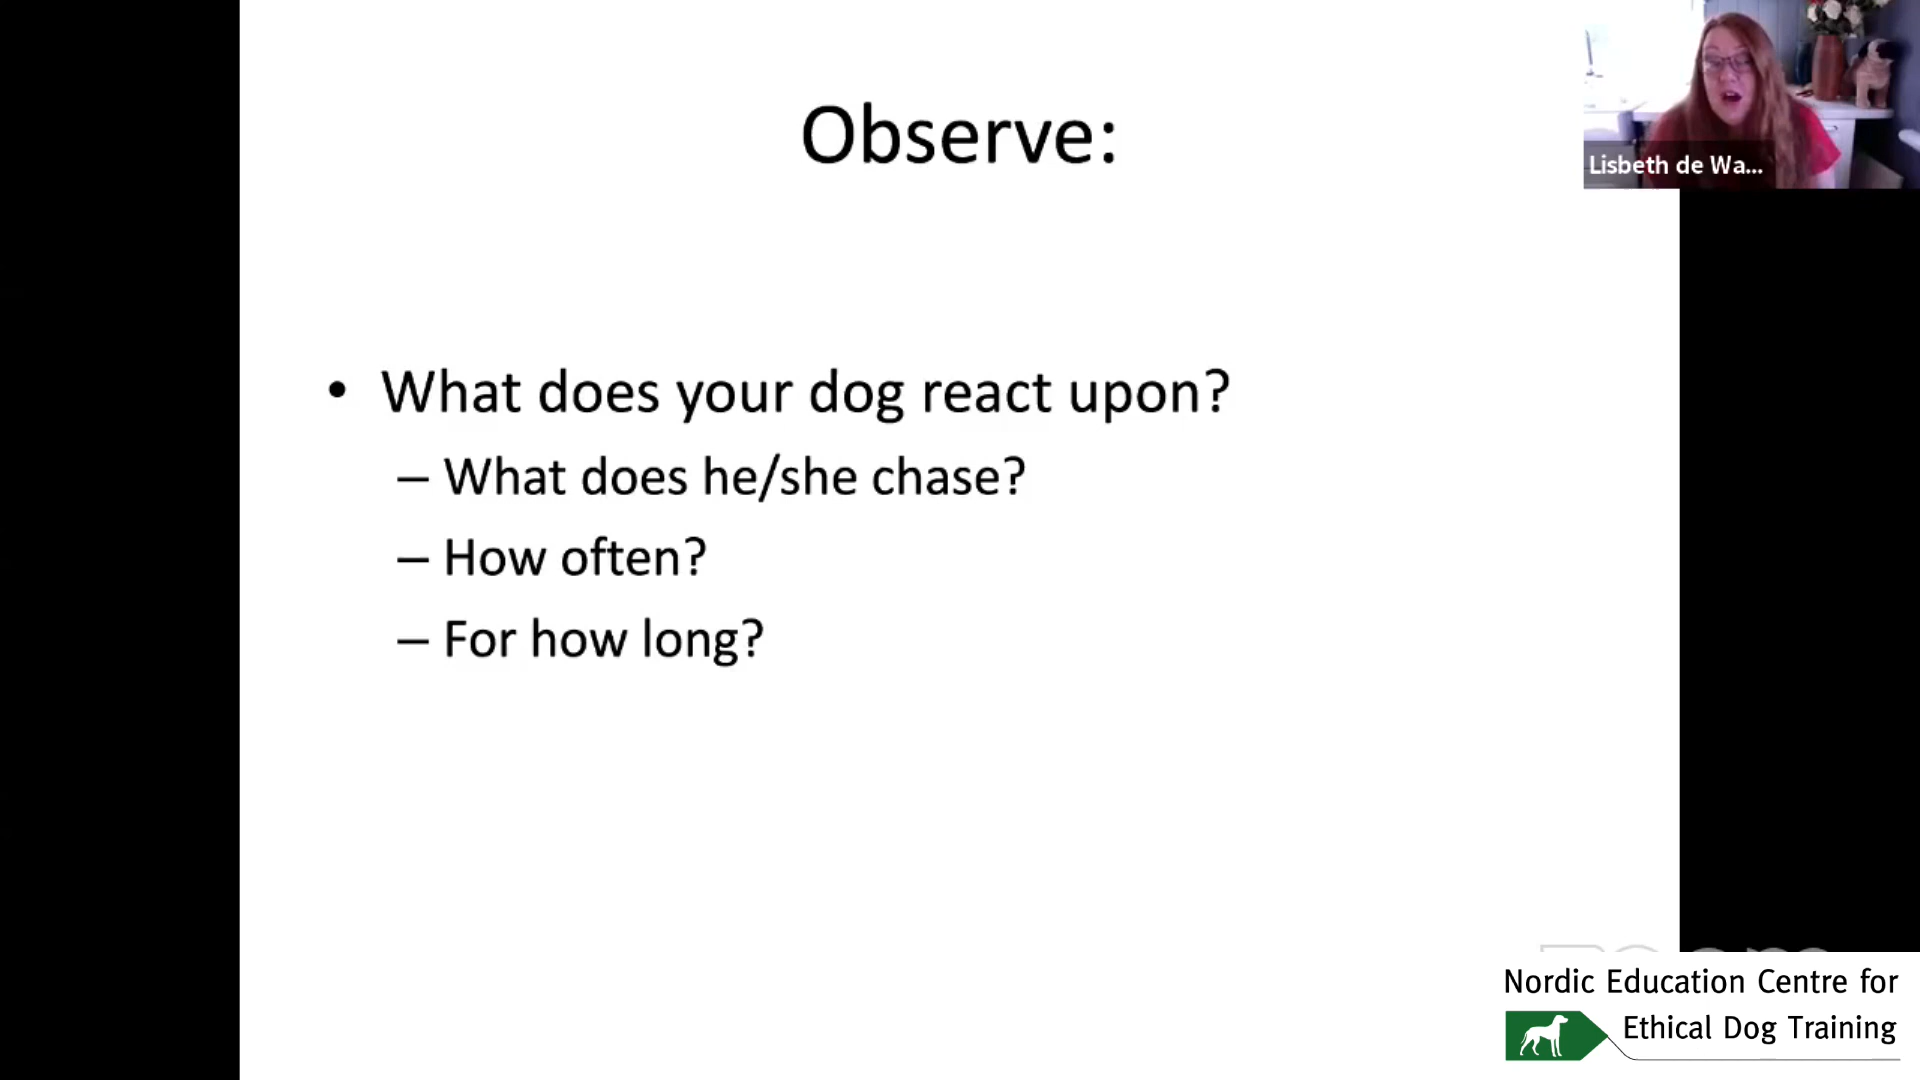 Observe:
Lisbeth de Wa...
• What does your dog react upon?
– What does he/she chase?
– How often?
– For how long?
Nordic Education Centre for
Ethical Dog Training